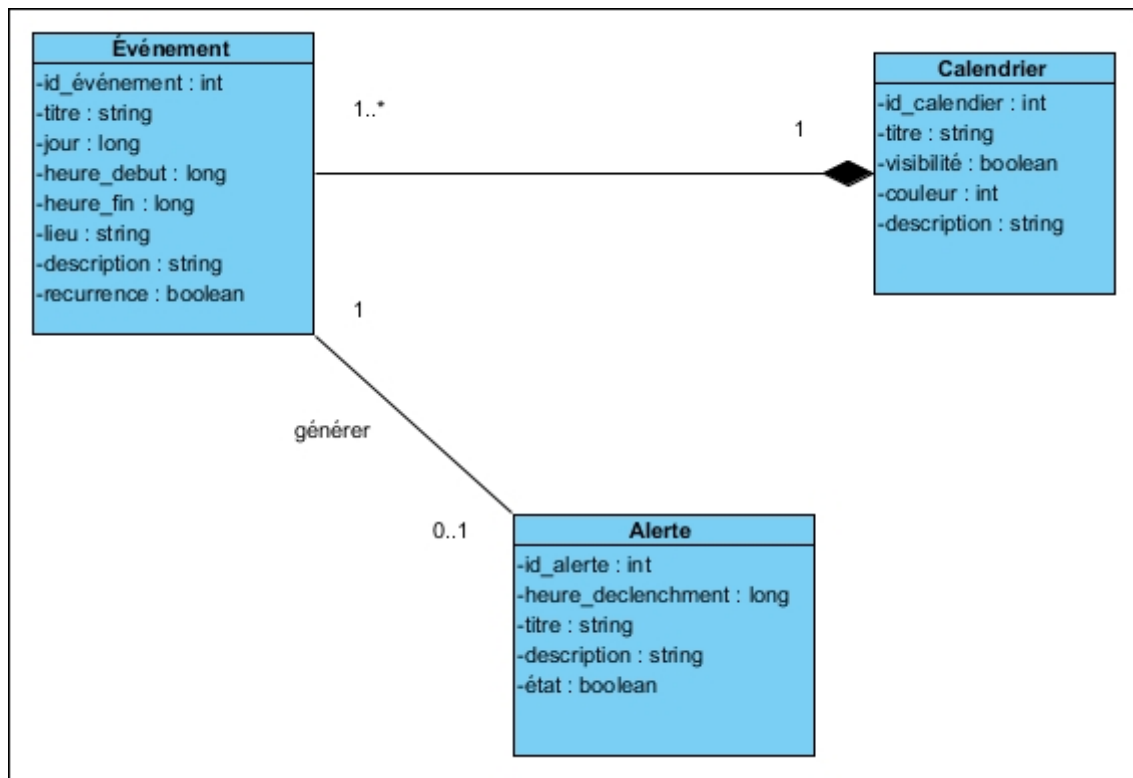 Événement
-id_événement : int
-titre : string
-jour : long
-heure_debut : long
-heure_fin : long
-lieu : string
-description : string
-recurrence : boolean
1..*
1
Calendrier
-id_calendier : int
-titre : string
-visibilité : boolean
-couleur : int
-description : string
1
générer
0..1
Alerte
-id_alerte : int
-heure_declenchment : long
-titre : string
-description : string
-état : boolean